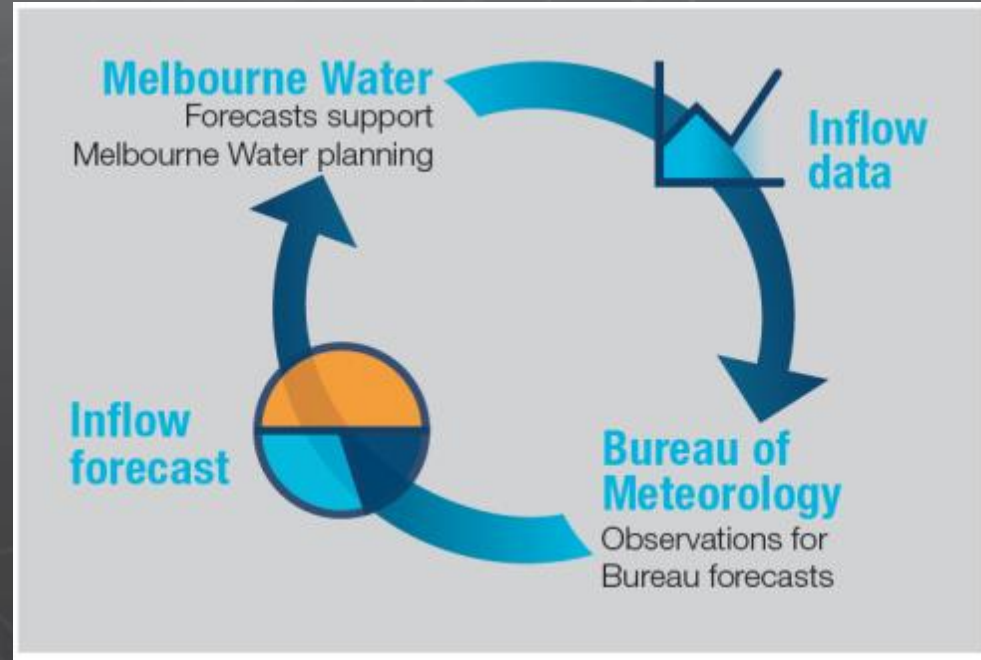 Melbourne Water
Forecasts support
Melbourne Water planning
Inflow
data
Inflow
forecast
Bureau of
Meteorology
Observations for
Bureau forecasts